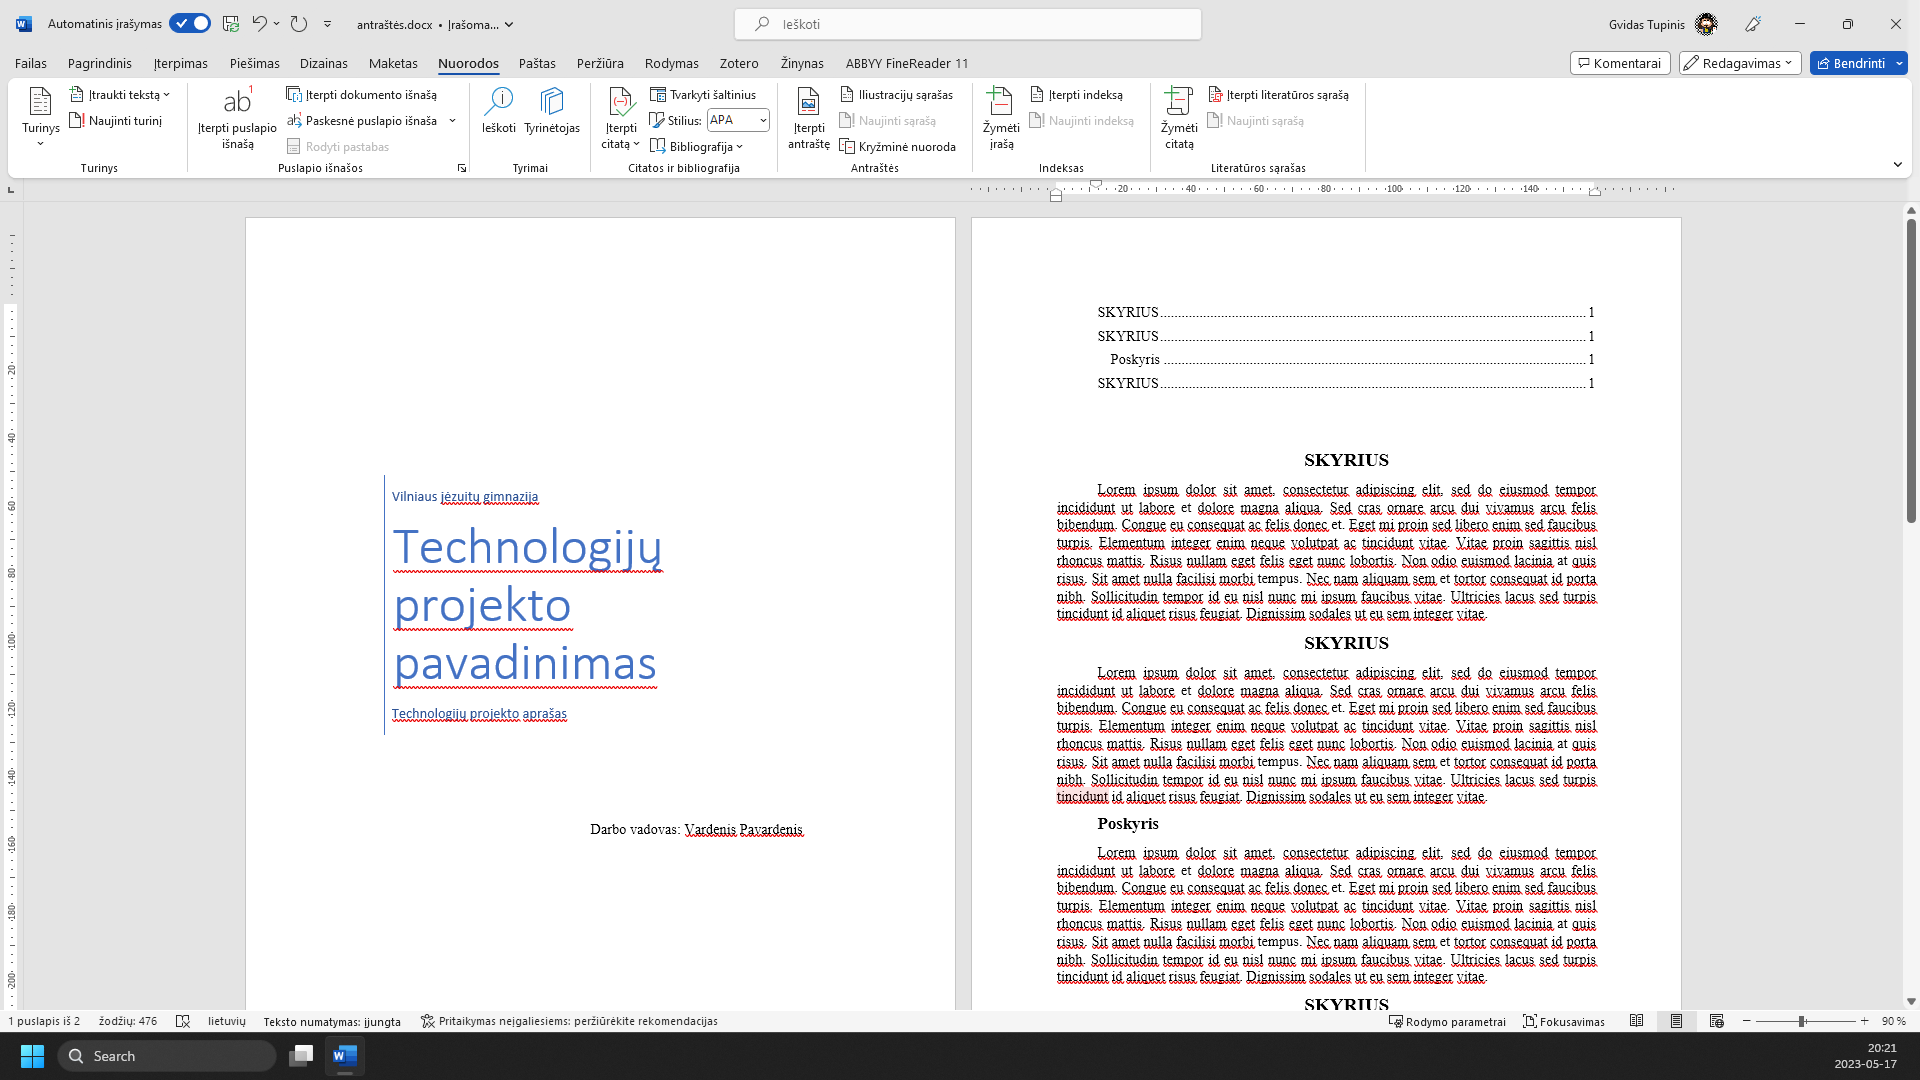 Automatinis įrašymas
antraštės.docx • Įrašoma...
Ieškoti
Gvidas Tupinis
Failas Pagrindinis Įterpimas Piešimas Dizainas Maketas Nuorodos Paštas Peržiūra Rodymas Zotero Žinynas ABBYY FineReader 11
Komentarai Redagavimas Bendrinti
Turinys
Įtraukti tekstą
Naujinti turinį
Turinys
ab 1
Įterpti puslapio išnašą
Įterpti dokumento išnašą
Paskesnė puslapio išnaša
Rodyti pastabas
Puslapio išnašos
Ieškoti
Tyrinėtojas
Tyrimai
Įterpti citatą
Tvarkyti šaltinius
Stilius: APA
Bibliografija
Citatos ir bibliografija
Įterpti antraštę
Iliustracijų sąrašas
Naujinti sąrašą
Kryžminė nuoroda
Antraštės
Žymėti įrašą
Įterpti indeksą
Naujinti indeksą
Indeksas
Žymėti citatą
Įterpti literatūros sąrašą
Naujinti sąrašą
Literatūros sąrašas
20 40 60 80 100 120 140
20
40
60
80
100
120
140
160
180
200
Vilniaus jėzuitų gimnazija
Technologijų
projekto
pavadinimas
Technologijų projekto aprašas
Darbo vadovas: Vardenis Pavardenis
SKYRIUS 1
SKYRIUS 1
Poskyris 1
SKYRIUS 1
SKYRIUS
Lorem ipsum dolor sit amet, consectetur adipiscing elit, sed do eiusmod tempor
incididunt ut labore et dolore magna aliqua. Sed cras ornare arcu dui vivamus arcu felis
bibendum. Congue eu consequat ac felis donec et. Eget mi proin sed libero enim sed faucibus
turpis. Elementum integer enim neque volutpat ac tincidunt vitae. Vitae proin sagittis nisl
rhoncus mattis. Risus nullam eget felis eget nunc lobortis. Non odio euismod lacinia at quis
risus. Sit amet nulla facilisi morbi tempus. Nec nam aliquam sem et tortor consequat id porta
nibh. Sollicitudin tempor id eu nisl nunc mi ipsum faucibus vitae. Ultricies lacus sed turpis
tincidunt id aliquet risus feugiat. Dignissim sodales ut eu sem integer vitae.
SKYRIUS
Lorem ipsum dolor sit amet, consectetur adipiscing elit, sed do eiusmod tempor
incididunt ut labore et dolore magna aliqua. Sed cras ornare arcu dui vivamus arcu felis
bibendum. Congue eu consequat ac felis donec et. Eget mi proin sed libero enim sed faucibus
turpis. Elementum integer enim neque volutpat ac tincidunt vitae. Vitae proin sagittis nisl
rhoncus mattis. Risus nullam eget felis eget nunc lobortis. Non odio euismod lacinia at quis
risus. Sit amet nulla facilisi morbi tempus. Nec nam aliquam sem et tortor consequat id porta
nibh. Sollicitudin tempor id eu nisl nunc mi ipsum faucibus vitae. Ultricies lacus sed turpis
tincidunt id aliquet risus feugiat. Dignissim sodales ut eu sem integer vitae.
Poskyris
Lorem ipsum dolor sit amet, consectetur adipiscing elit, sed do eiusmod tempor
incididunt ut labore et dolore magna aliqua. Sed cras ornare arcu dui vivamus arcu felis
bibendum. Congue eu consequat ac felis donec et. Eget mi proin sed libero enim sed faucibus
turpis. Elementum integer enim neque volutpat ac tincidunt vitae. Vitae proin sagittis nisl
rhoncus mattis. Risus nullam eget felis eget nunc lobortis. Non odio euismod lacinia at quis
risus. Sit amet nulla facilisi morbi tempus. Nec nam aliquam sem et tortor consequat id porta
nibh. Sollicitudin tempor id eu nisl nunc mi ipsum faucibus vitae. Ultricies lacus sed turpis
tincidunt id aliquet risus feugiat. Dignissim sodales ut eu sem integer vitae.
SKYRIUS
1 puslapis iš 2 žodžių: 476 lietuvių Teksto numatymas: įjungta Pritaikymas neįgaliesiems: peržiūrėkite rekomendacijas Rodymo parametrai Fokusavimas 90 %
Search
20:21
2023-05-17